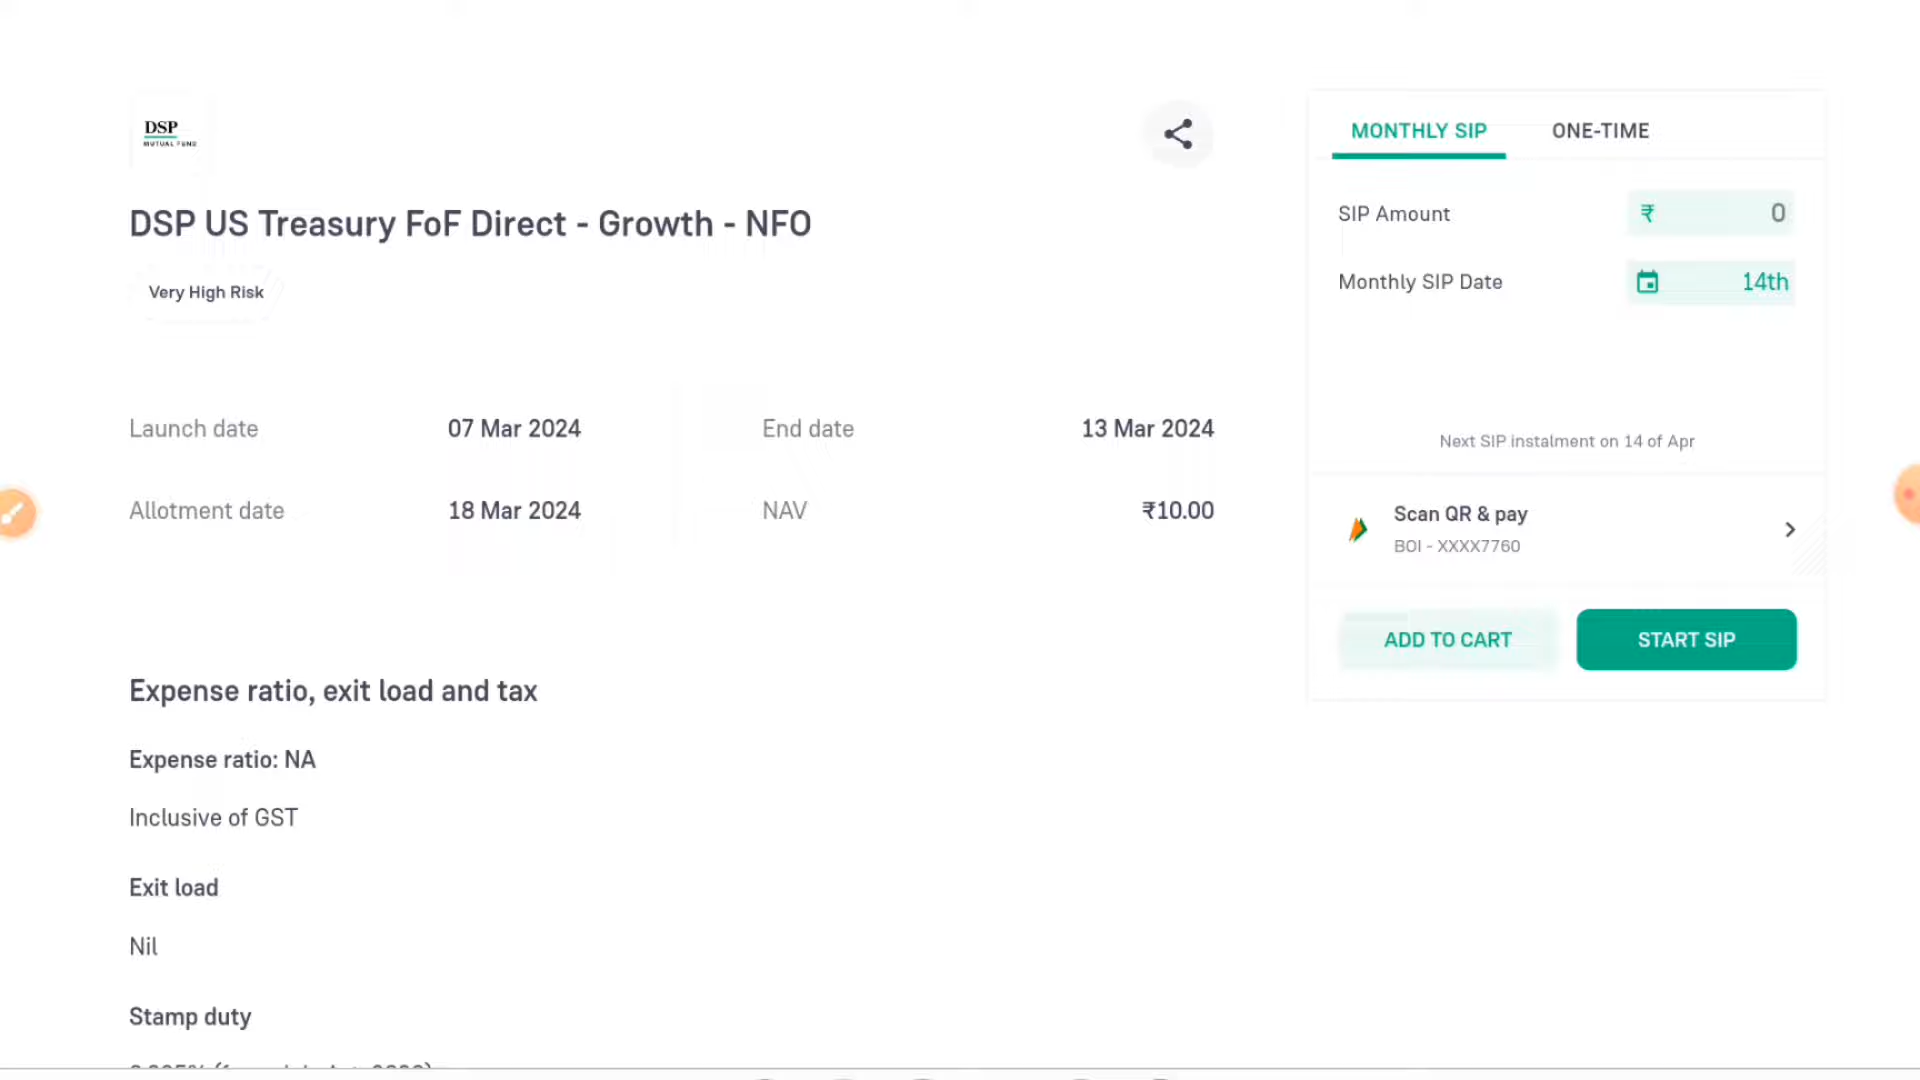 DSP
MUTUAL FUND
DSP US Treasury FoF Direct - Growth - NFO
Very High Risk
Launch date 07 Mar 2024 End date 13 Mar 2024
Allotment date 18 Mar 2024 NAV ₹10.00
Expense ratio, exit load and tax
Expense ratio: NA
Inclusive of GST
Exit load
Nil
Stamp duty
MONTHLY SIP ONE-TIME
SIP Amount ₹ 0
Monthly SIP Date 14th
Next SIP instalment on 14 of Apr
Scan QR & pay
BOI - XXXX7760
ADD TO CART START SIP